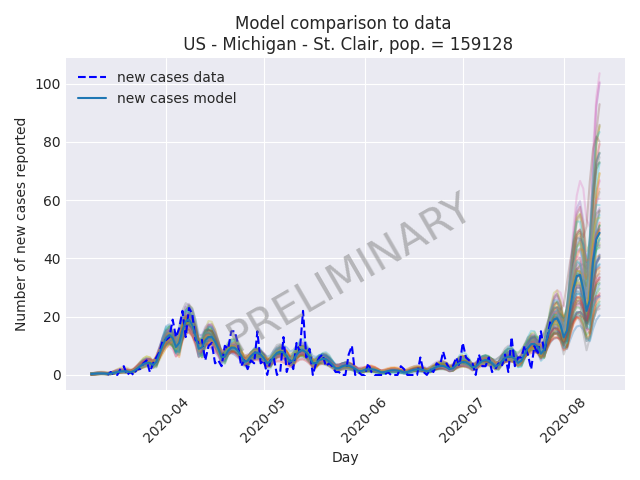 Model comparison to data
US - Michigan - St. Clair, pop. = 159128
new cases data
new cases model
PRELIMINARY
Number of new cases reported
100
80
60
40
20
0
2020-04
2020-05
2020-06
2020-07
2020-08
Day